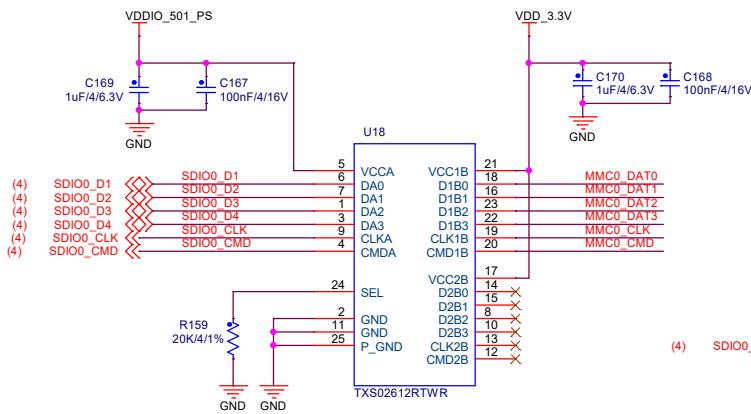 VDDIO_501_PS
VDD_3.3V
C169
1uF/4/6.3V
C167
100nF/4/16V
C170
1uF/4/6.3V
C168
100nF/4/16V
GND
GND
U18
5 VCCA VCC1B 21
(4) SDIO0_D1 SDIO0_D1 6 DA0 D1B0 18 MMC0_DAT0
(4) SDIO0_D2 SDIO0_D2 7 DA1 D1B1 16 MMC0_DAT1
(4) SDIO0_D3 SDIO0_D3 1 DA2 D1B2 23 MMC0_DAT2
(4) SDIO0_D4 SDIO0_D4 3 DA3 D1B3 22 MMC0_DAT3
(4) SDIO0_CLK SDIO0_CLK 9 CLKA CLK1B 19 MMC0_CLK
(4) SDIO0_CMD SDIO0_CMD 4 CMDA CMD1B 20 MMC0_CMD
VCC2B 17
24 SEL D2B0 14
D2B1 15
2 GND D2B2 8
11 GND D2B3 10
25 P_GND CLK2B 13
CMD2B 12
R159
20K/4/1%
(4) SDIO0_
TXS02612RTWR
GND GND